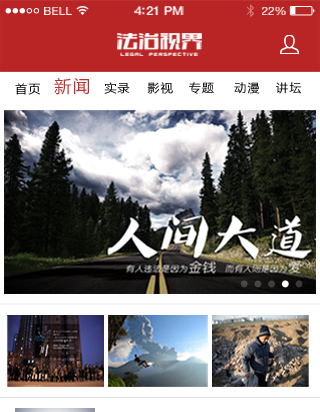 BELL 4:21 PM 22%
法治视界
LEGAL PERSPECTIVE
首页 新闻 实录 影视 专题 动漫 讲坛
人间大道
有人违法是因为金钱 而有人则是因为爱